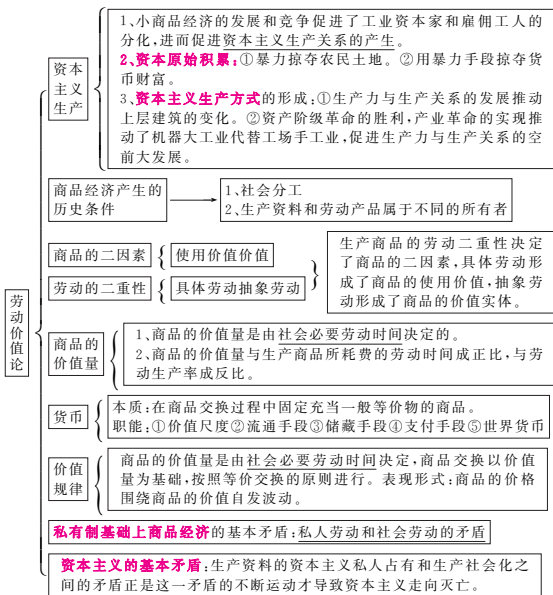 劳动价值论
资本主义生产
1、小商品经济的发展和竞争促进了工业资本家和雇佣工人的
分化,进而促进资本主义生产关系的产生。
2、资本原始积累:①暴力掠夺农民土地。②用暴力手段掠夺货
币财富。
3、资本主义生产方式的形成:①生产力与生产关系的发展推动
上层建筑的变化。②资产阶级革命的胜利,产业革命的实现推
动了机器大工业代替工场手工业,促进生产力与生产关系的空
前大发展。
商品经济产生的
历史条件
1、社会分工
2、生产资料和劳动产品属于不同的所有者
商品的二因素
使用价值价值
劳动的二重性
具体劳动抽象劳动
生产商品的劳动二重性决定
了商品的二因素,具体劳动形
成了商品的使用价值,抽象劳
动形成了商品的价值实体。
商品的
价值量
1、商品的价值量是由社会必要劳动时间决定的。
2、商品的价值量与生产商品所耗费的劳动时间成正比,与劳
动生产率成反比。
货币
本质:在商品交换过程中固定充当一般等价物的商品。
职能:①价值尺度②流通手段③储藏手段④支付手段⑤世界货币
价值
规律
商品的价值量是由社会必要劳动时间决定,商品交换以价值
量为基础,按照等价交换的原则进行。表现形式:商品的价格
围绕商品的价值自发波动。
私有制基础上商品经济的基本矛盾:私人劳动和社会劳动的矛盾
资本主义的基本矛盾:生产资料的资本主义私人占有和生产社会化之
间的矛盾正是这一矛盾的不断运动才导致资本主义走向灭亡。